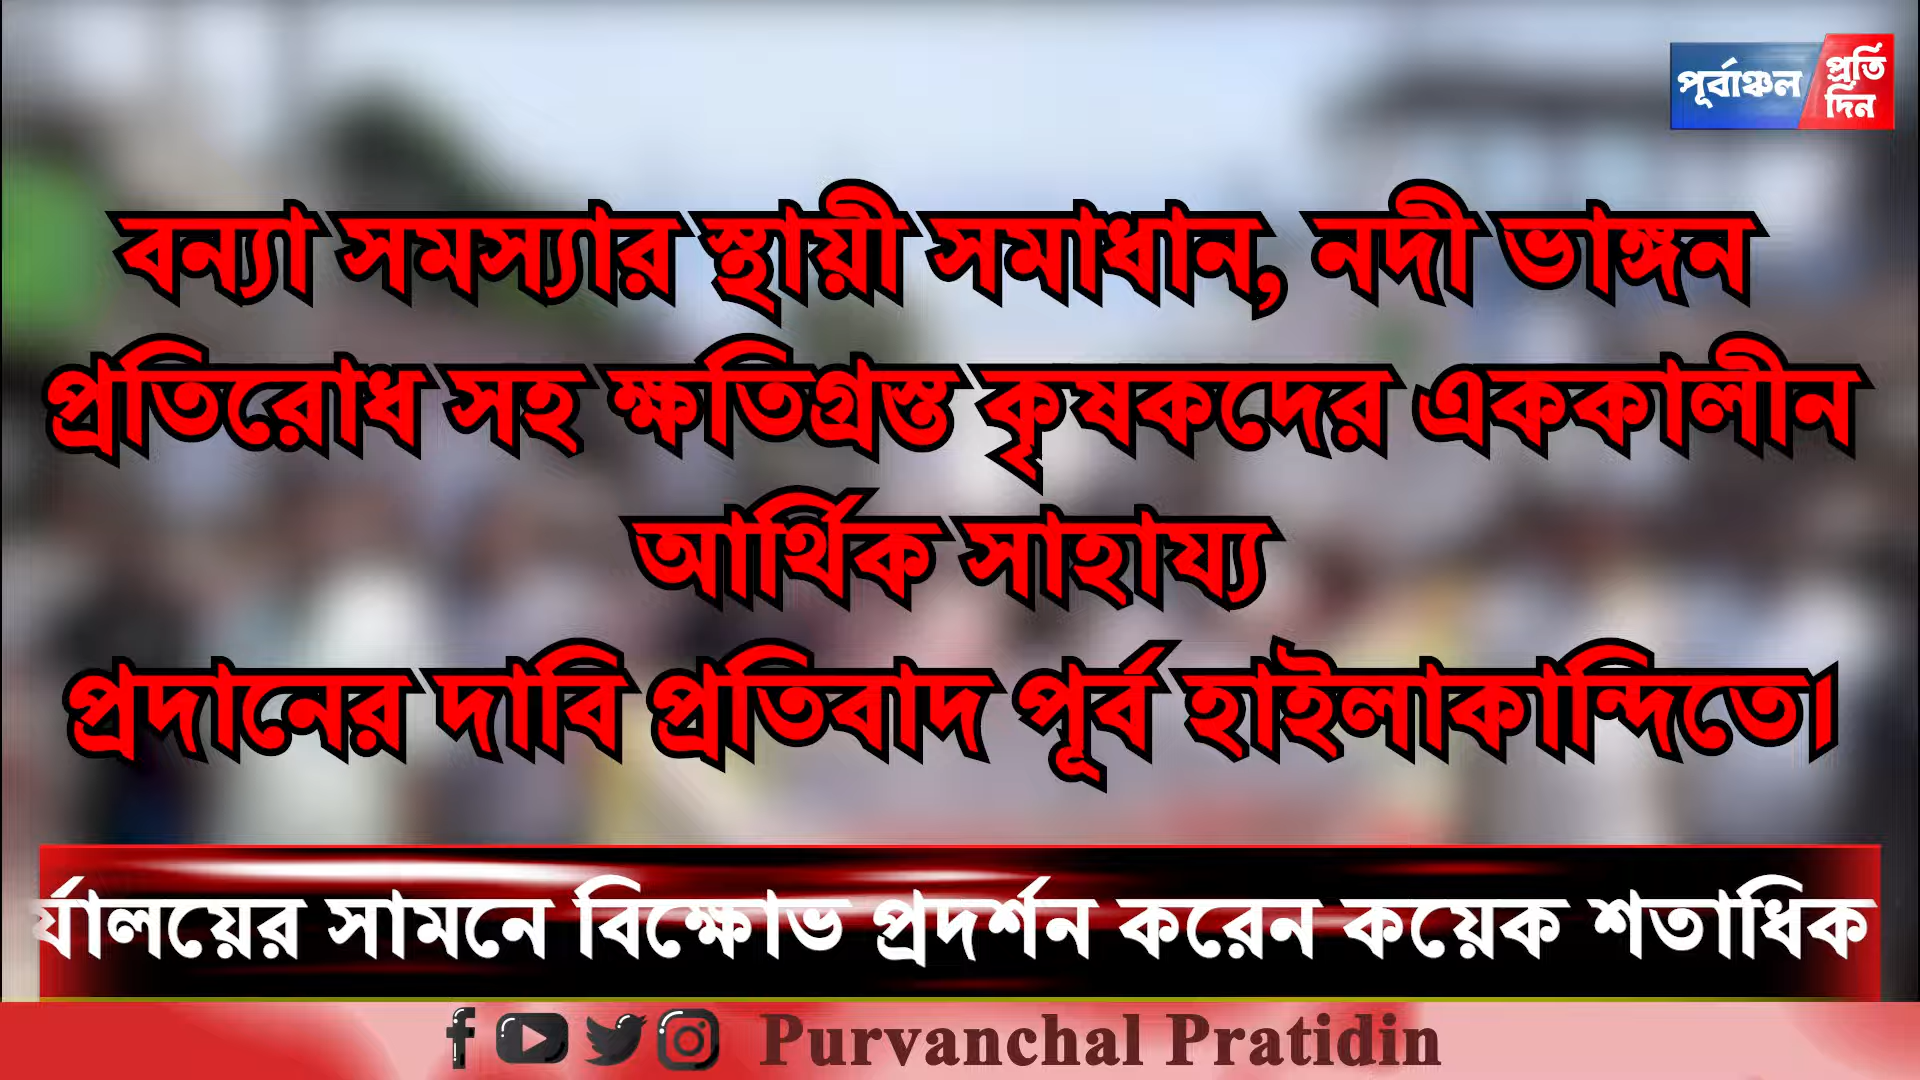 পূর্বাঞ্চল প্রতিদিন
বন্যা সমস্যার স্থায়ী সমাধান, নদী ভাঙ্গন
প্রতিরোধ সহ ক্ষতিগ্রস্ত কৃষকদের এককালীন
আর্থিক সাহায্য
প্রদানের দাবি প্রতিবাদ পূর্ব হাইলাকান্দিতে।
র্যালয়ের সামনে বিক্ষোভ প্রদর্শন করেন কয়েক শতাধিক
Purvanchal Pratidin